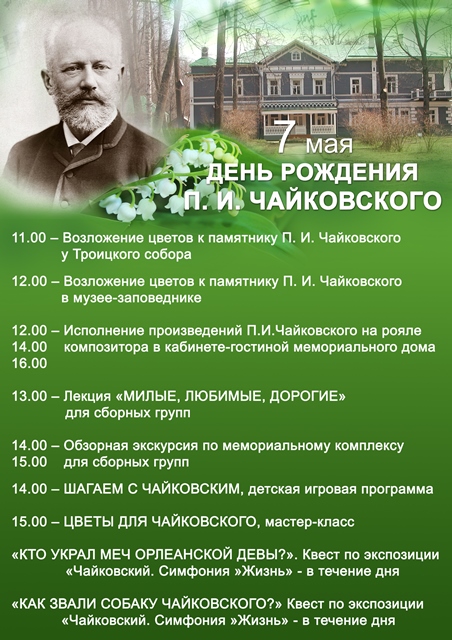 7 мая
ДЕНЬ РОЖДЕНИЯ
П. И. ЧАЙКОВСКОГО
11.00 – Возложение цветов к памятнику П. И. Чайковского
у Троицкого собора
12.00 – Возложение цветов к памятнику П. И. Чайковского
в музее-заповеднике
12.00 – Исполнение произведений П.И.Чайковского на рояле
14.00 композитора в кабинете-гостиной мемориального дома
16.00
13.00 – Лекция «МИЛЫЕ, ЛЮБИМЫЕ, ДОРОГИЕ»
для сборных групп
14.00 – Обзорная экскурсия по мемориальному комплексу
15.00 для сборных групп
14.00 – ШАГАЕМ С ЧАЙКОВСКИМ, детская игровая программа
15.00 – ЦВЕТЫ ДЛЯ ЧАЙКОВСКОГО, мастер-класс
«КТО УКРАЛ МЕЧ ОРЛЕАНСКОЙ ДЕВЫ?». Квест по экспозиции
«Чайковский. Симфония »Жизнь» - в течение дня
«КАК ЗВАЛИ СОБАКУ ЧАЙКОВСКОГО?» Квест по экспозиции
«Чайковский. Симфония »Жизнь» - в течение дня